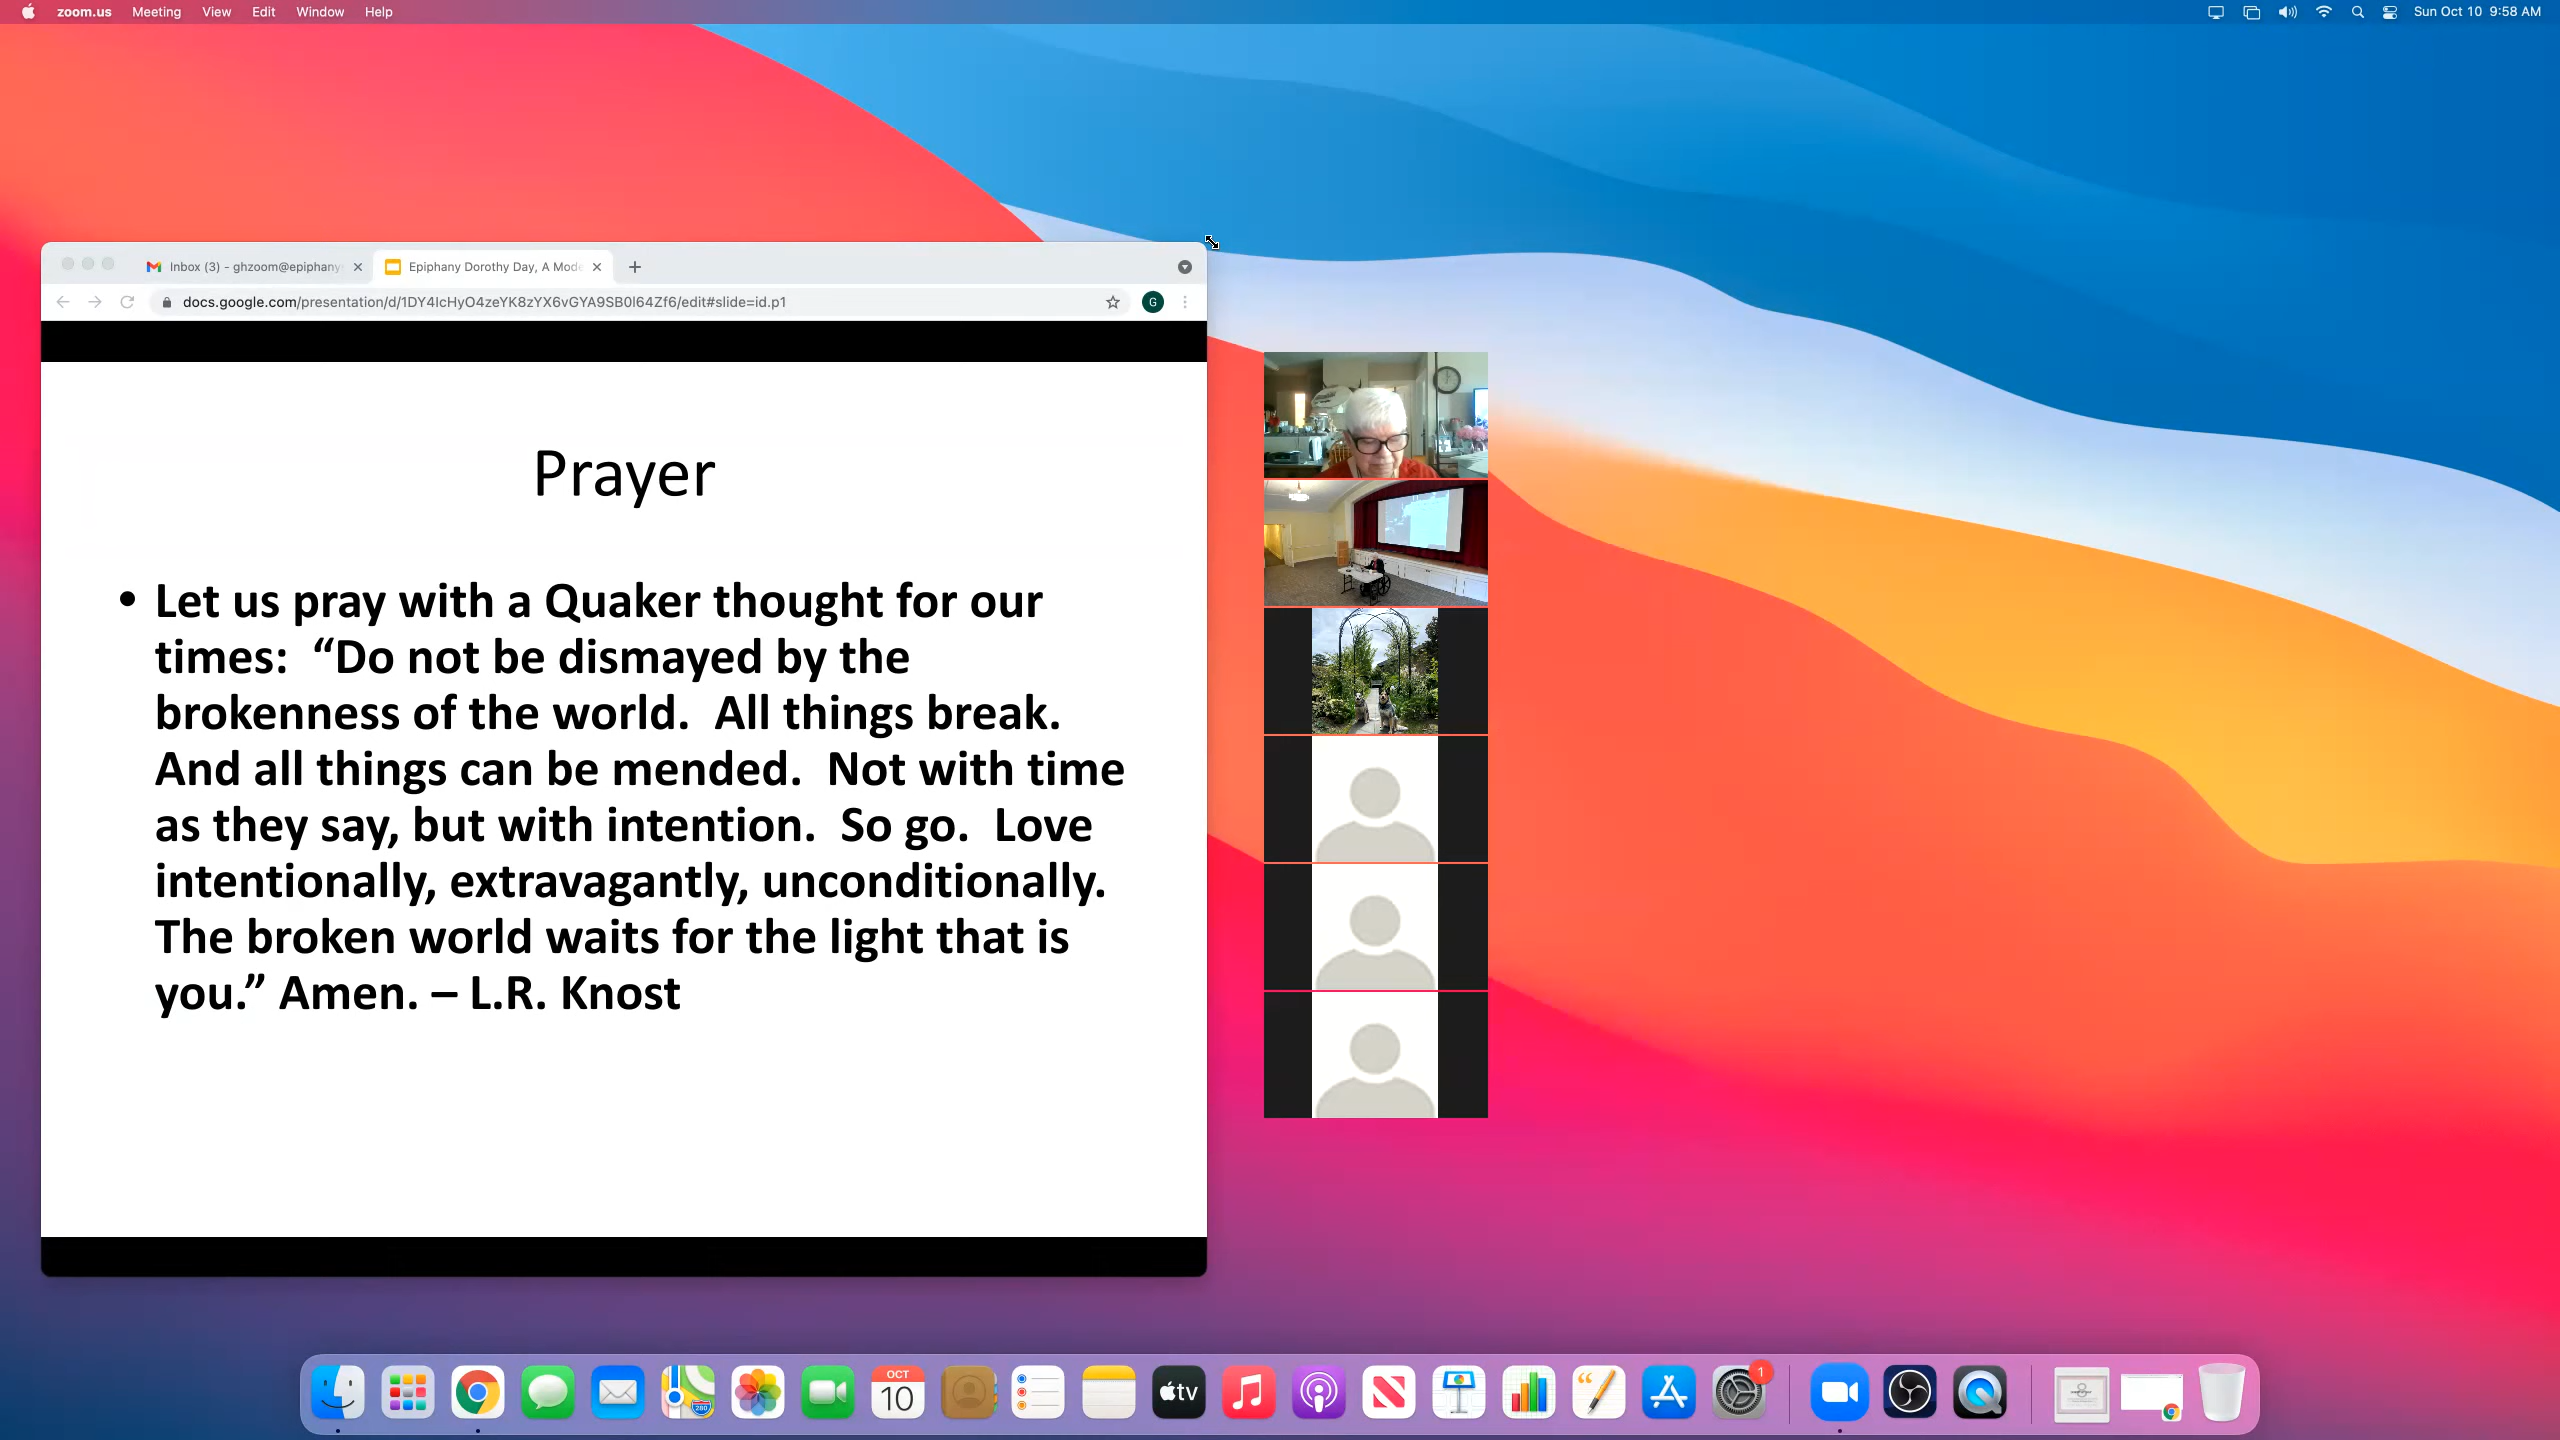 zoom.us Meeting View Edit Window Help
Sun Oct 10 9:58 AM
Inbox (3) - ghzoom@epiphany
Epiphany Dorothy Day, A Mode
docs.google.com/presentation/d/1DY4lcHyO4zeYK8zYX6vGYA9SB0l64Zf6/edit#slide=id.p1
G
Prayer
• Let us pray with a Quaker thought for our
times:  “Do not be dismayed by the
brokenness of the world.  All things break.
And all things can be mended.  Not with time
as they say, but with intention.  So go.  Love
intentionally, extravagantly, unconditionally.
The broken world waits for the light that is
you.” Amen. – L.R. Knost
280
OCT
10
tv
1